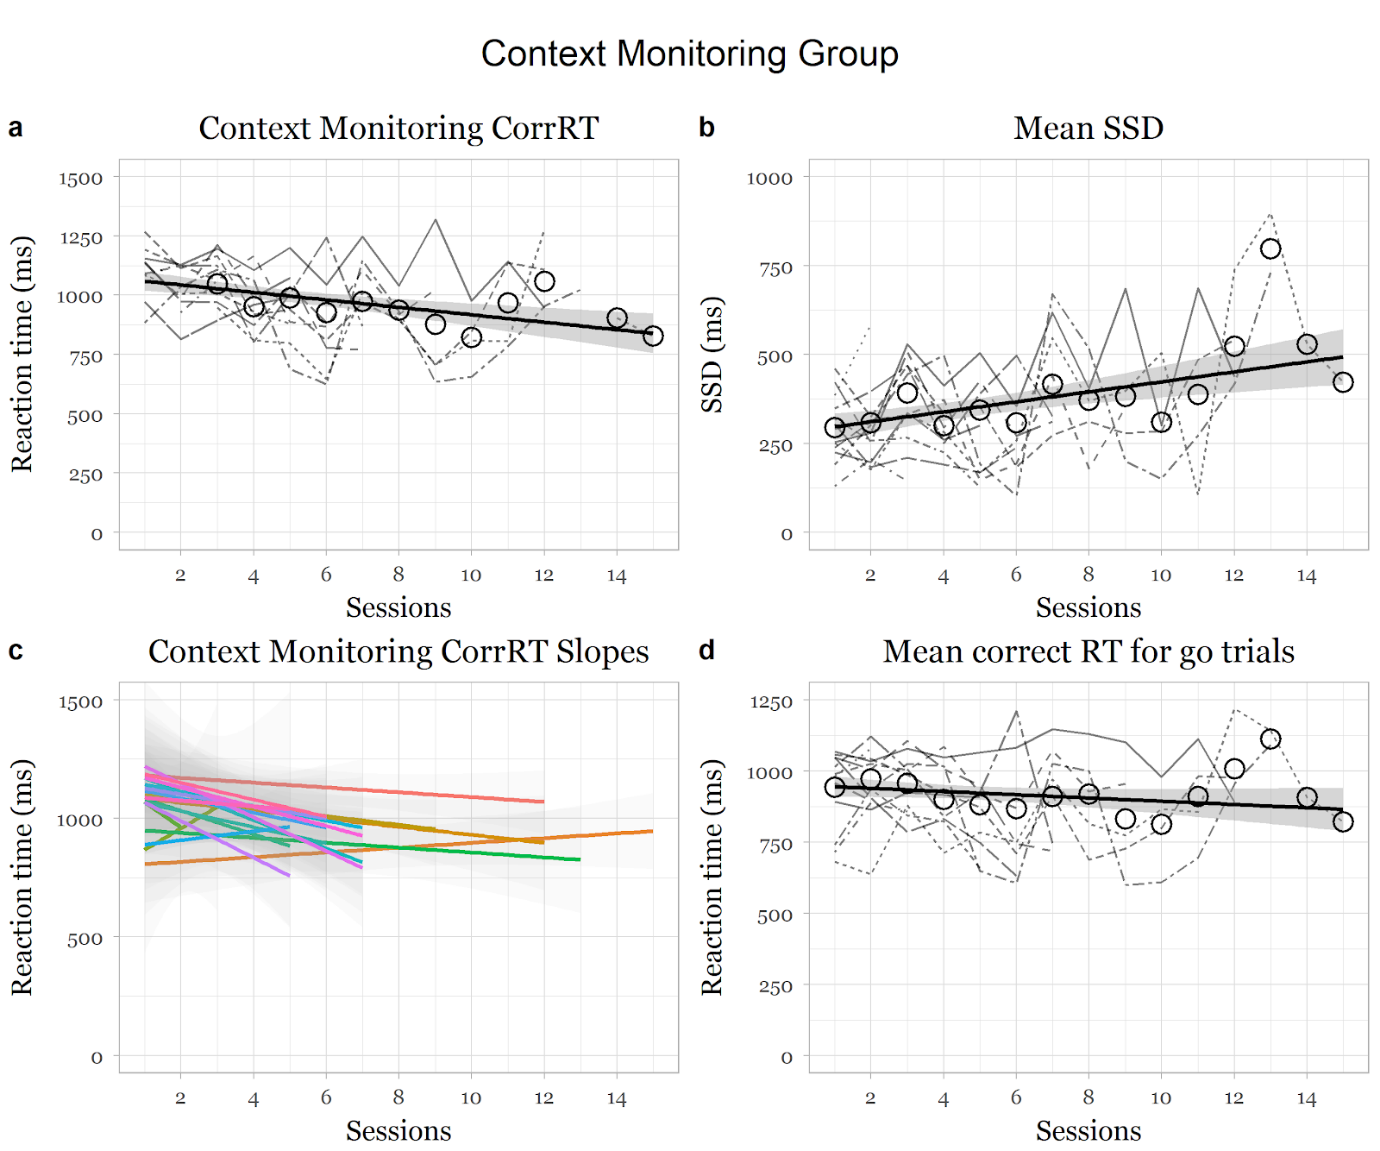 Context Monitoring Group
a
Context Monitoring CorrRT
1500
1250
1000
750
500
250
0
Reaction time (ms)
2 4 6 8 10 12 14
Sessions
b
Mean SSD
1000
750
500
250
0
SSD (ms)
2 4 6 8 10 12 14
Sessions
c
Context Monitoring CorrRT Slopes
1500
1000
500
0
Reaction time (ms)
2 4 6 8 10 12 14
Sessions
d
Mean correct RT for go trials
1250
1000
750
500
250
0
Reaction time (ms)
2 4 6 8 10 12 14
Sessions